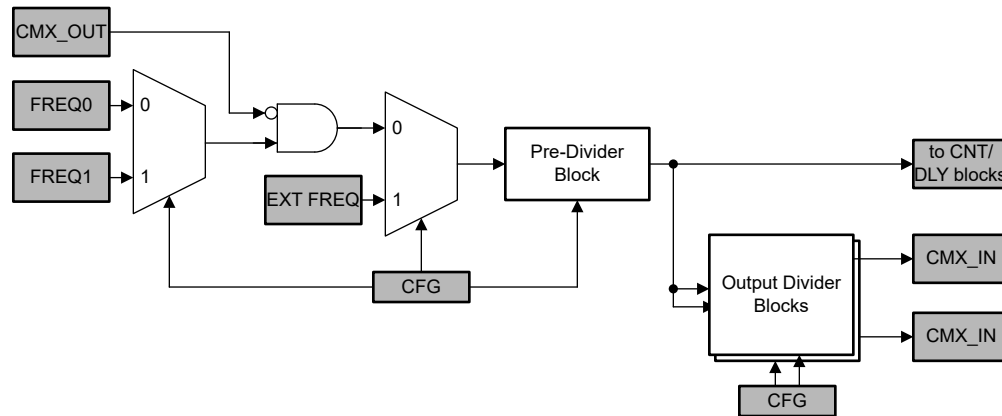 CMX_OUT
FREQ0
FREQ1
0
1
EXT FREQ
0
1
CFG
Pre-Divider
Block
to CNT/
DLY blocks
Output Divider
Blocks
CMX_IN
CMX_IN
CFG